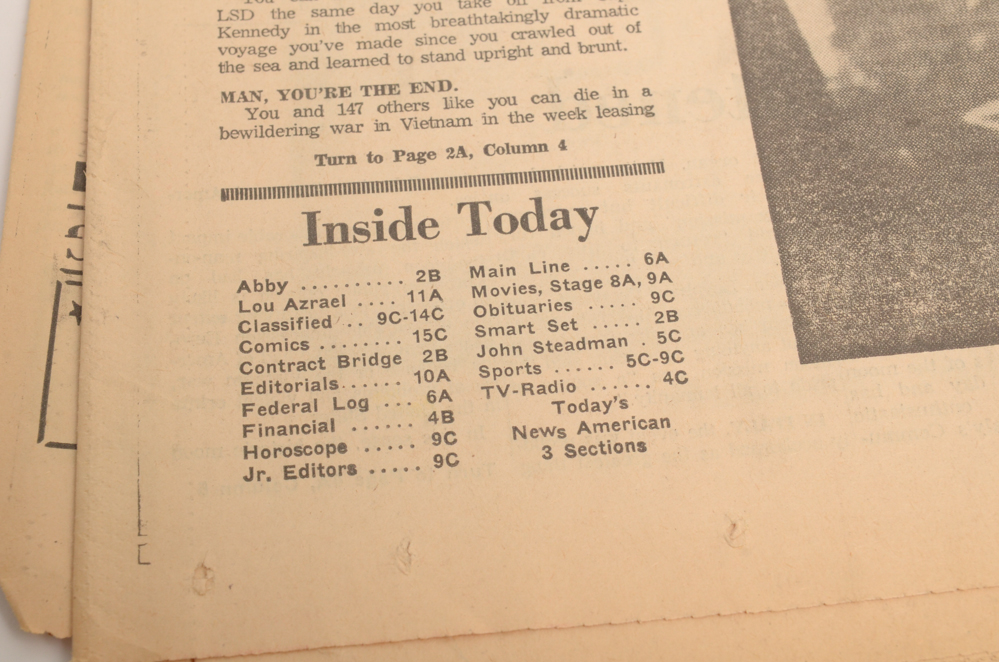 LSD the same day you take off from
Kennedy in the most breathtakingly dramatic
voyage you've made since you crawled out of
the sea and learned to stand upright and brunt.
MAN, YOU'RE THE END.
You and 147 others like you can die in a
bewildering war in Vietnam in the week leasing
Turn to Page 2A, Column 4
Inside Today
Abby .......... 2B
Lou Azrael .... 11A
Classified .. 9C-14C
Comics ........ 15C
Contract Bridge 2B
Editorials...... 10A
Federal Log ... 6A
Financial ...... 4B
Horoscope ..... 9C
Jr. Editors ..... 9C
Main Line ..... 6A
Movies, Stage 8A, 9A
Obituaries ..... 9C
Smart Set ..... 2B
John Steadman . 5C
Sports ...... 5C-9C
TV-Radio ...... 4C
Today's
News American
3 Sections